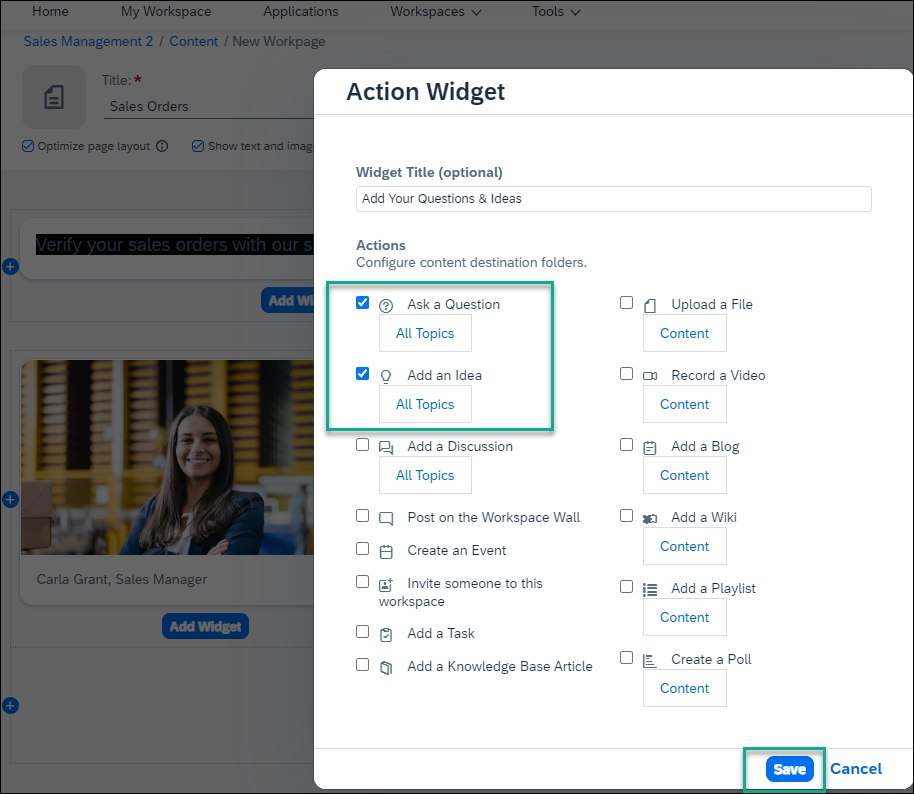 Home My Workspace Applications Workspaces Tools
Sales Management 2 / Content / New Workpage
Title:*
Sales Orders
Optimize page layout Show text and imag
Verify your sales orders with our s
Add Wi
Carla Grant, Sales Manager
Add Widget
Action Widget
Widget Title (optional)
Add Your Questions & Ideas
Actions
Configure content destination folders.
Ask a Question
All Topics
Add an Idea
All Topics
Add a Discussion
All Topics
Post on the Workspace Wall
Create an Event
Invite someone to this
workspace
Add a Task
Add a Knowledge Base Article
Upload a File
Content
Record a Video
Content
Add a Blog
Content
Add a Wiki
Content
Add a Playlist
Content
Create a Poll
Content
Save Cancel